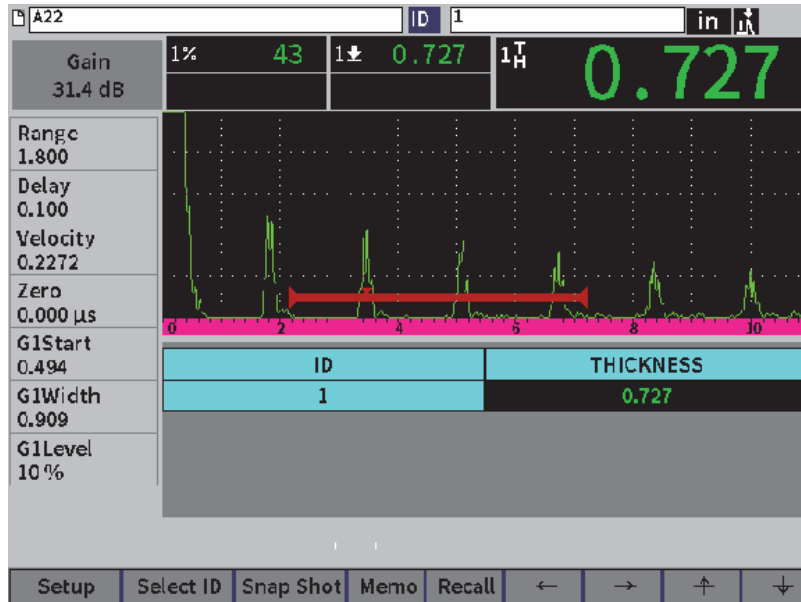 A22 ID 1 in
Gain 1% 43 1 0.727 1 TH 0.727
31.4 dB
Range
1.800
Delay
0.100
Velocity
0.2272
Zero
0.000 µs
G1Start
0.494
G1Width
0.909
G1Level
10 %
0 2 4 6 8 10
ID THICKNESS
1 0.727
Setup Select ID Snap Shot Memo Recall ← → ↑ ↓